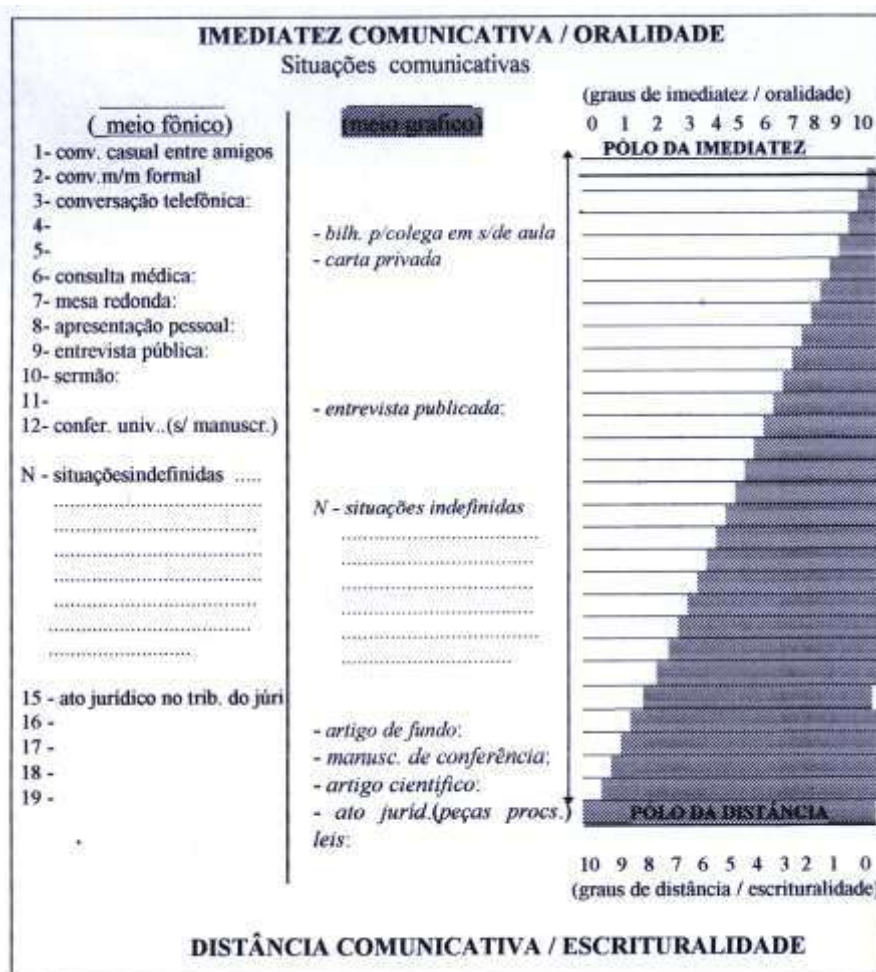 IMEDIATEZ COMUNICATIVA / ORALIDADE
Situações comunicativas
( meio fônico)
1- conv. casual entre amigos
2- conv.m/m formal
3- conversação telefônica:
4-
5-
6- consulta médica:
7- mesa redonda:
8- apresentação pessoal:
9- entrevista pública:
10- sermão:
11-
12- confer. univ..(s/ manuscr.)
N - situaçõesindefinidas .....
15 - ato jurídico no trib. do júri
16 -
17 -
18 -
19 -
(meio grafico)
- bilh. p/colega em s/de aula
- carta privada
- entrevista publicada:
N - situações indefinidas
- artigo de fundo:
- manusc. de conferência;
- artigo científico:
- ato juríd.(peças procs.)
leis:
(graus de imediatez / oralidade)
0 1 2 3 4 5 6 7 8 9 10
PÓLO DA IMEDIATEZ
PÓLO DA DISTÂNCIA
10 9 8 7 6 5 4 3 2 1 0
(graus de distância / escrituralidade)
DISTÂNCIA COMUNICATIVA / ESCRITURALIDADE